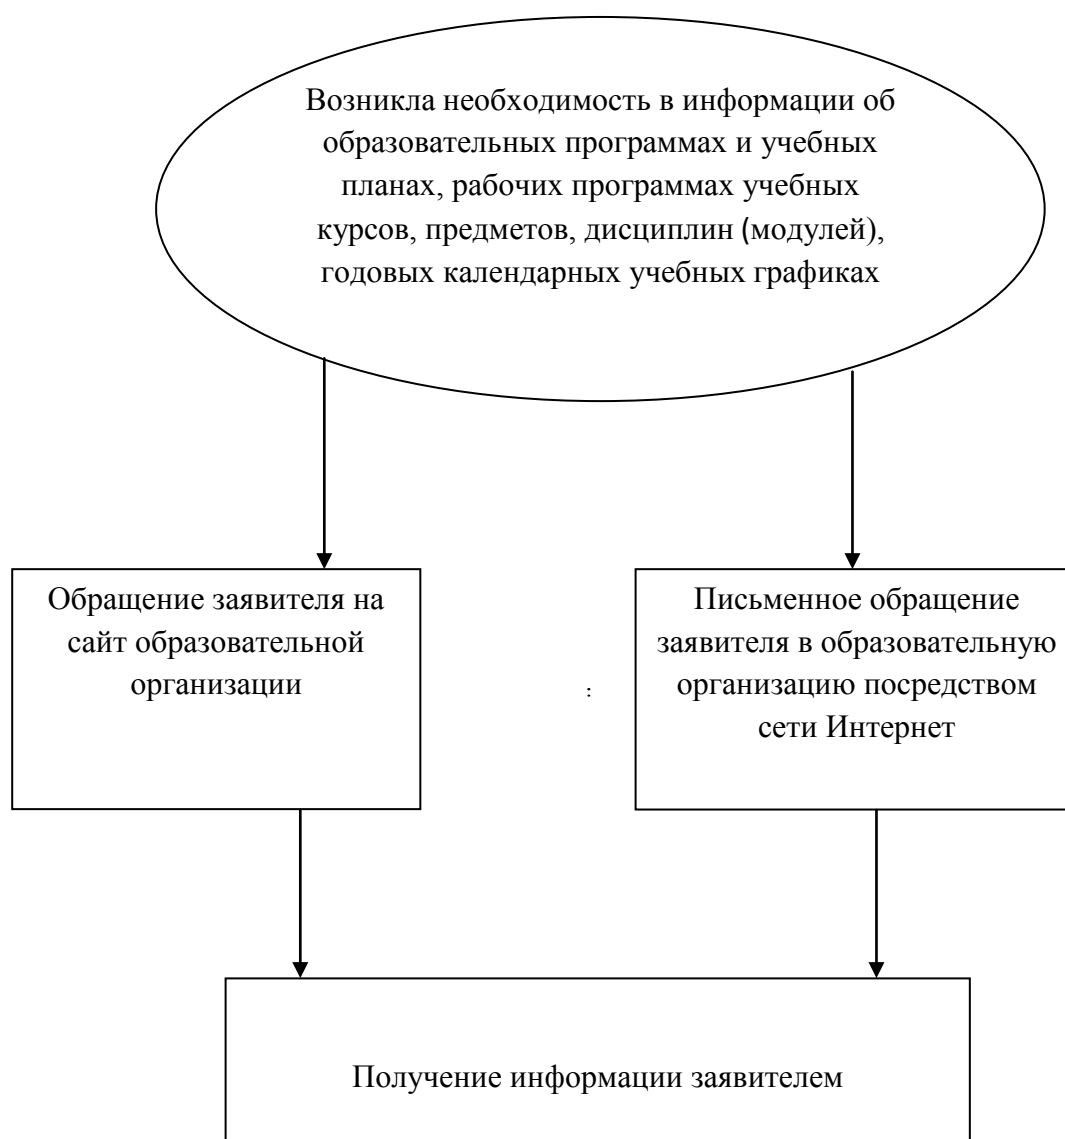 Возникла необходимость в информации об
образовательных программах и учебных
планах, рабочих программах учебных
курсов, предметов, дисциплин (модулей),
годовых календарных учебных графиках
Обращение заявителя на
сайт образовательной
организации
:
Письменное обращение
заявителя в образовательную
организацию посредством
сети Интернет
Получение информации заявителем